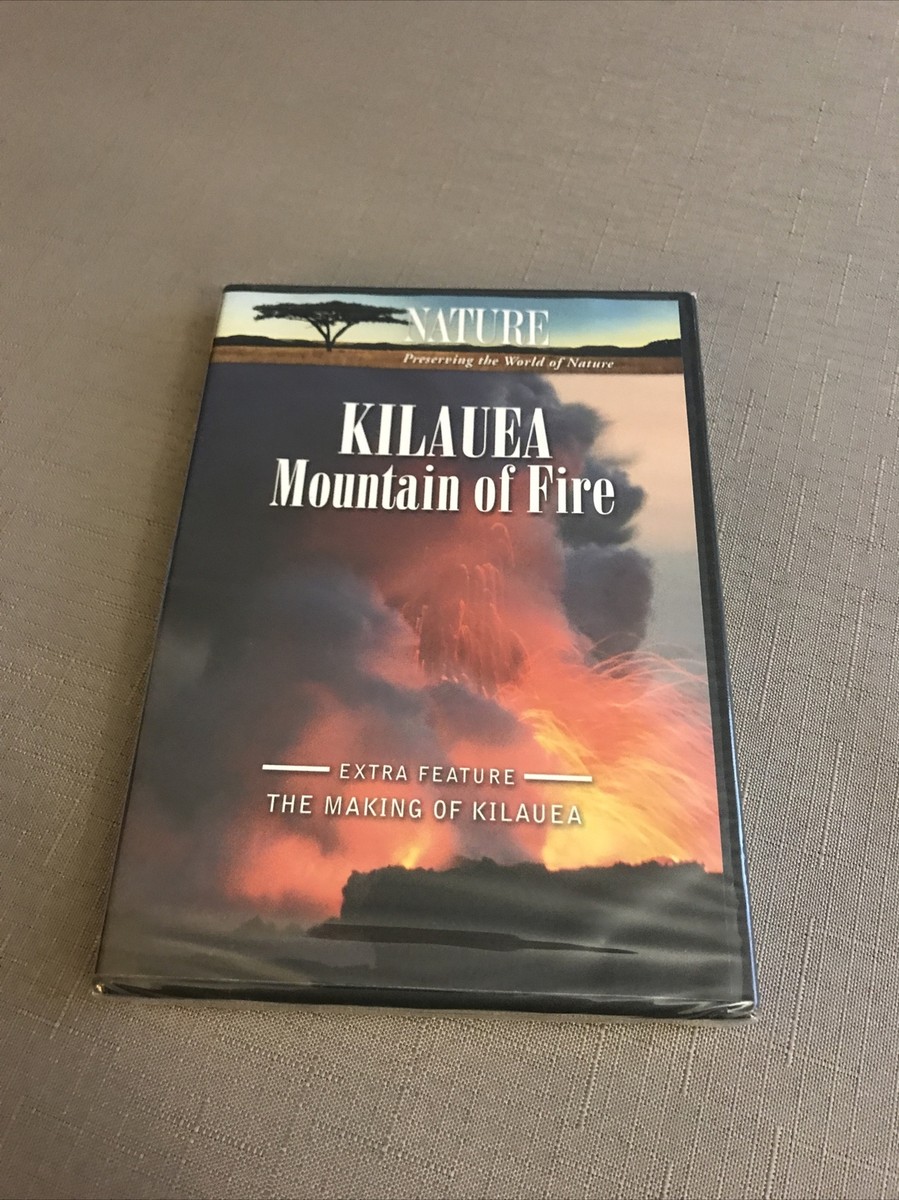 NATURE
Preserving the World of Nature
KILAUEA
Mountain of Fire
EXTRA FEATURE
THE MAKING OF KILAUEA